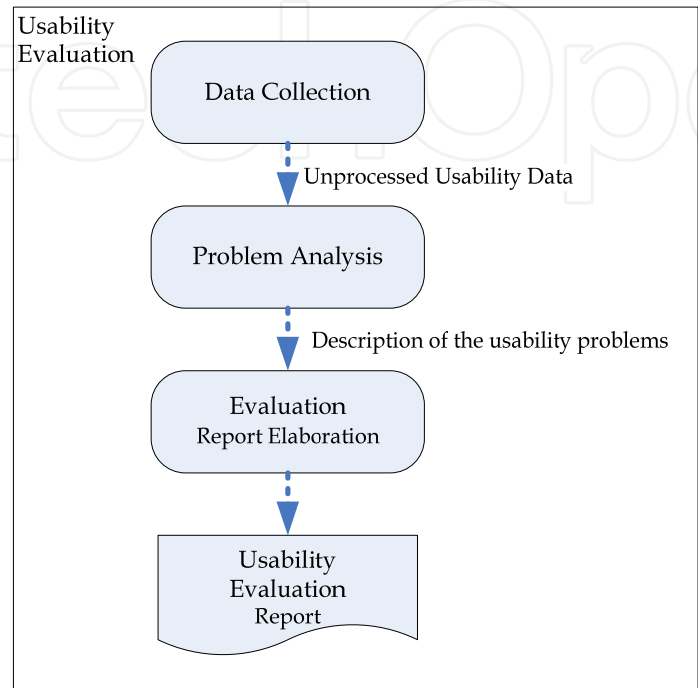 Usability
Evaluation
Data Collection
Unprocessed Usability Data
Problem Analysis
Description of the usability problems
Evaluation
Report Elaboration
Usability
Evaluation
Report